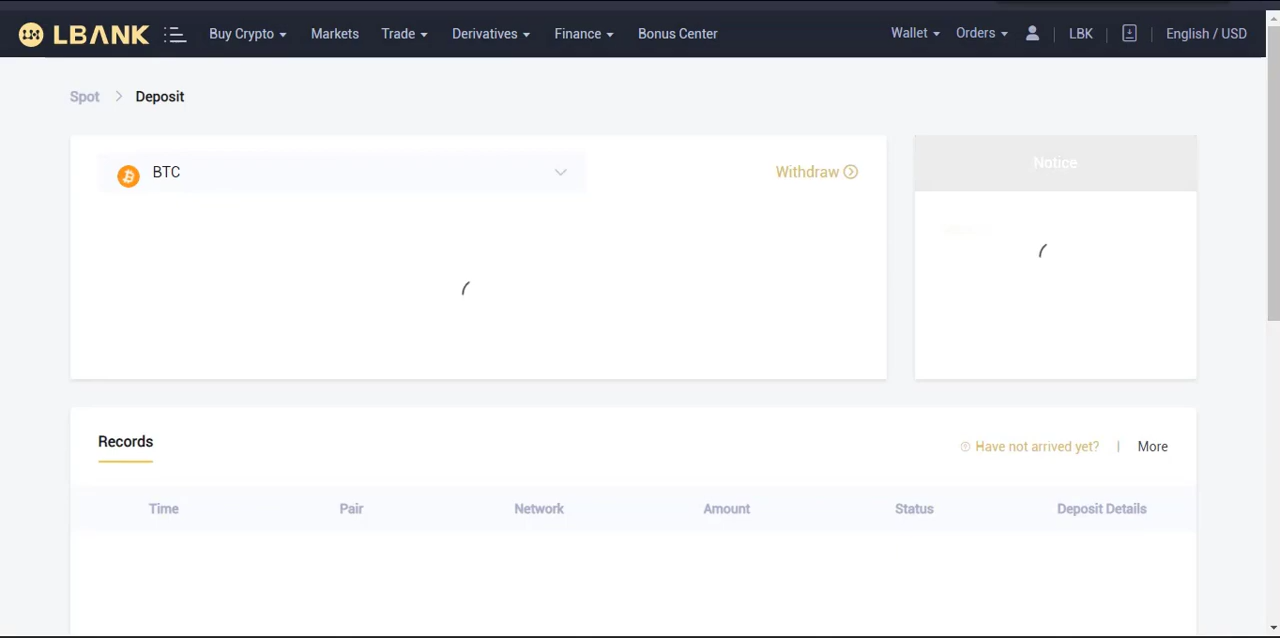 LBANK Buy Crypto Markets Trade Derivatives Finance Bonus Center Wallet Orders LBK English / USD
Spot > Deposit
BTC
Withdraw
Notice
Records
Have not arrived yet? | More
Time Pair Network Amount Status Deposit Details